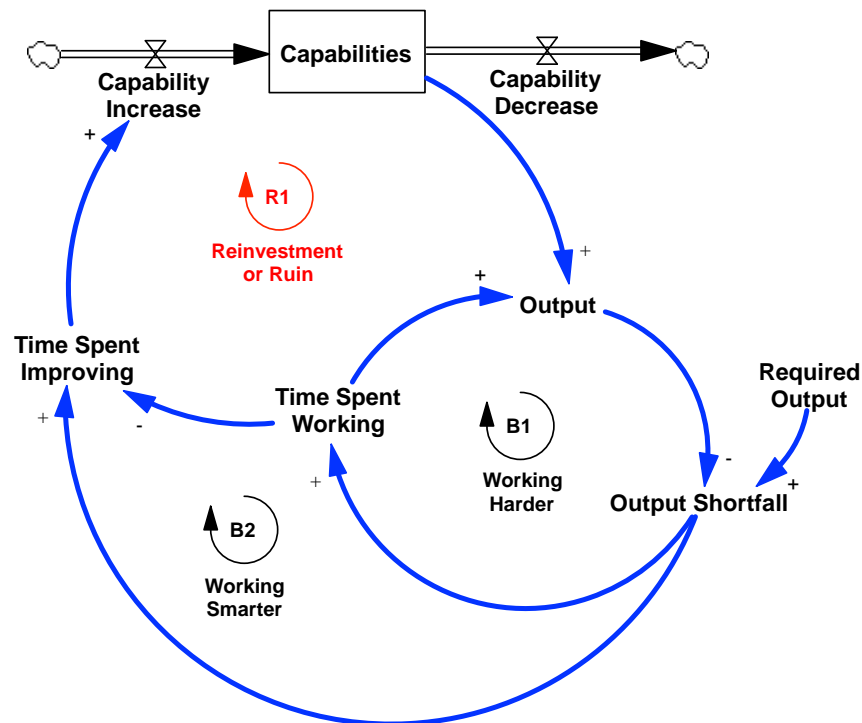 Capabilities
Capability
Increase
Capability
Decrease
+
R1
Reinvestment
or Ruin
+
+
Output
Time Spent
Improving
Time Spent
Working
Required
Output
+
-
B1
-
+
Working
Harder
+
Output Shortfall
B2
Working
Smarter